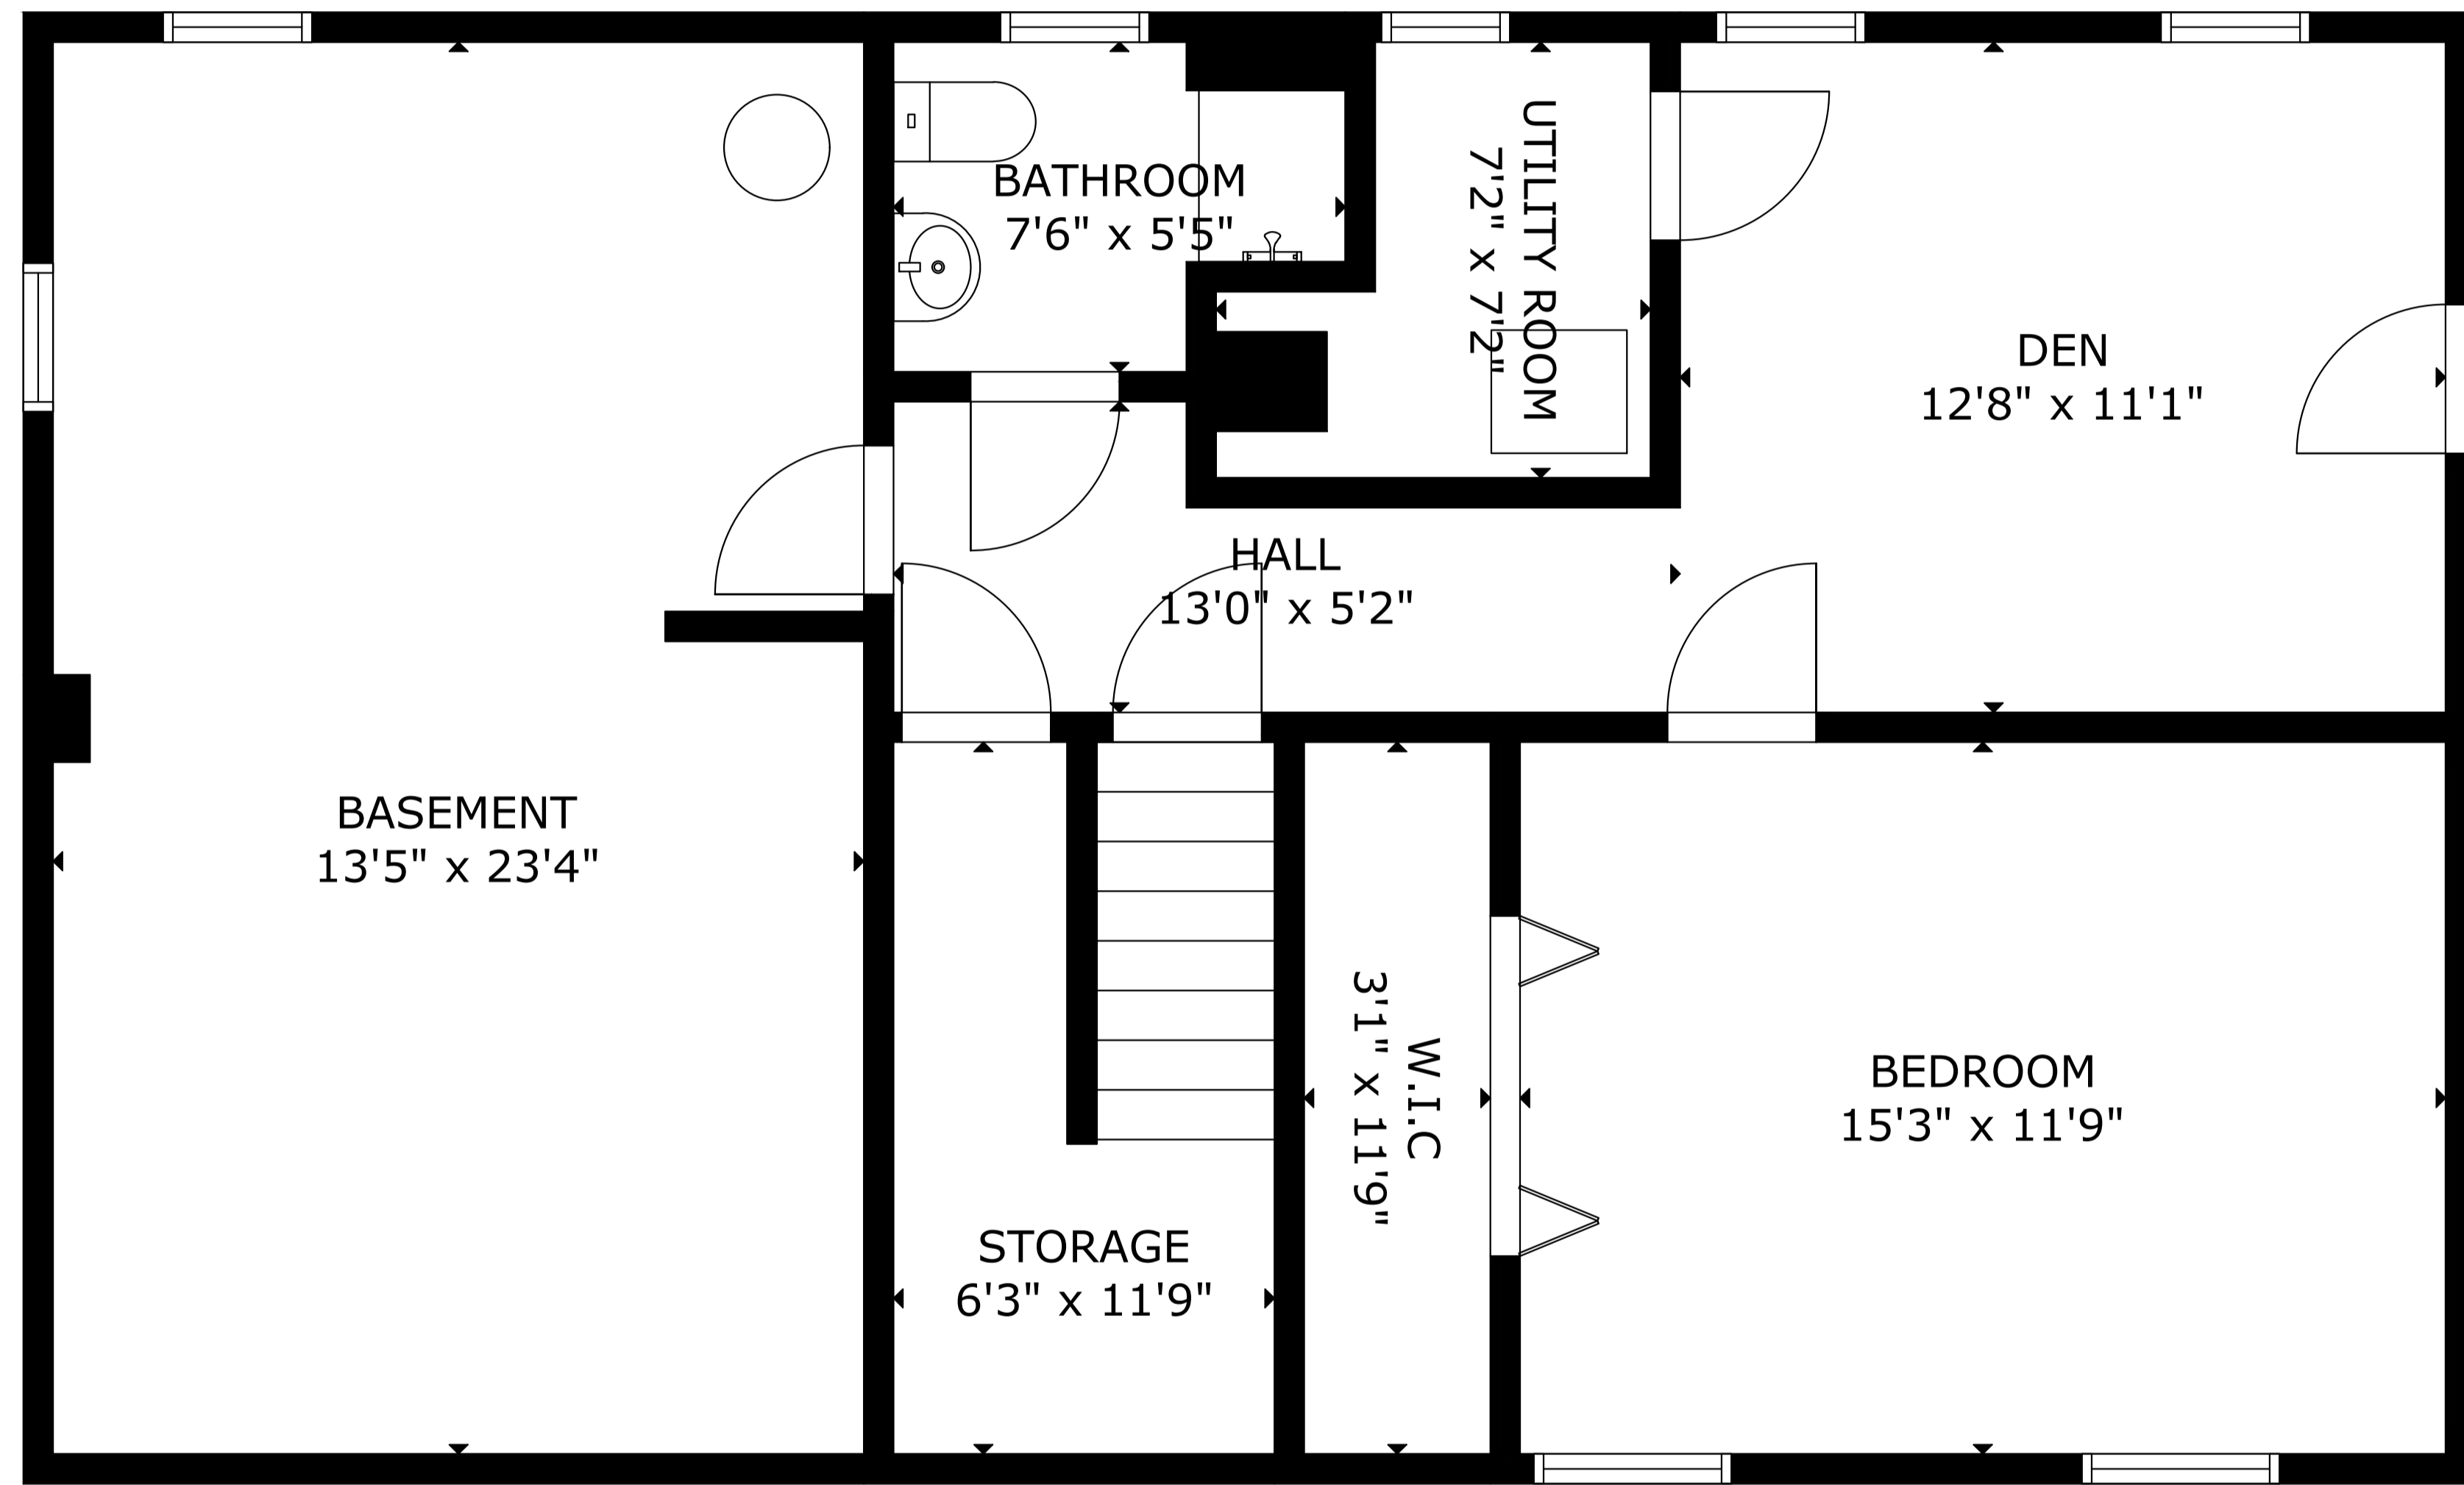 BATHROOM
7'6" x 5'5"
UTILITY ROOM
7'2" x 7'2"
DEN
12'8" x 11'1"
HALL
13'0" x 5'2"
BASEMENT
13'5" x 23'4"
W.I.C
3'1" x 11'9"
BEDROOM
15'3" x 11'9"
STORAGE
6'3" x 11'9"